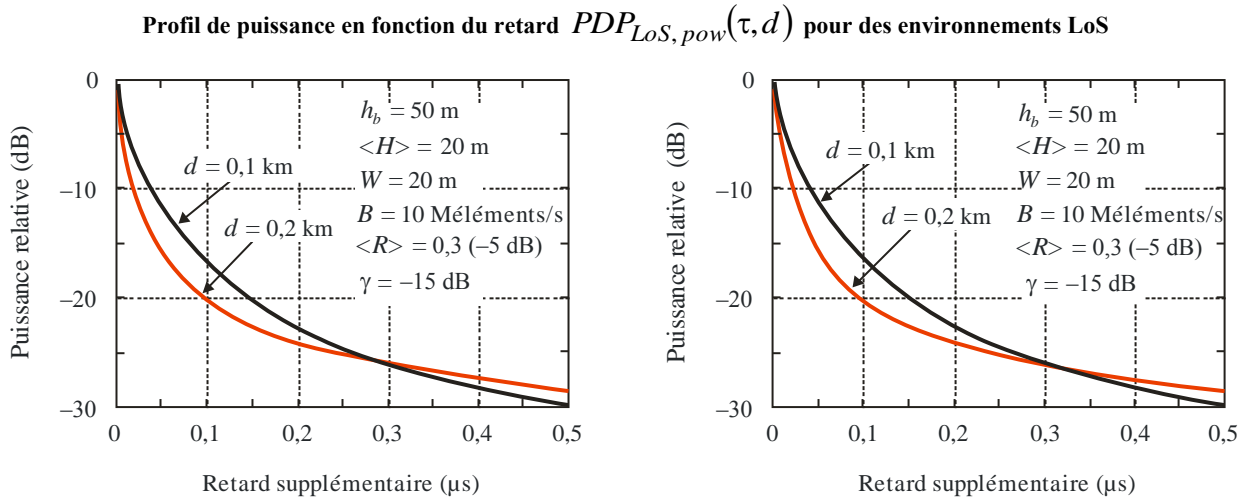 Profil de puissance en fonction du retard PDP_{LoS, pow}(τ, d) pour des environnements LoS
Puissance relative (dB)
0
–10
–20
–30
h_b = 50 m
<H> = 20 m
W = 20 m
B = 10 Méléments/s
<R> = 0,3 (–5 dB)
γ = –15 dB
d = 0,1 km
d = 0,2 km
0 0,1 0,2 0,3 0,4 0,5
Retard supplémentaire (µs)
Puissance relative (dB)
0
–10
–20
–30
h_b = 50 m
<H> = 20 m
W = 20 m
B = 10 Méléments/s
<R> = 0,3 (–5 dB)
γ = –15 dB
d = 0,1 km
d = 0,2 km
0 0,1 0,2 0,3 0,4 0,5
Retard supplémentaire (µs)